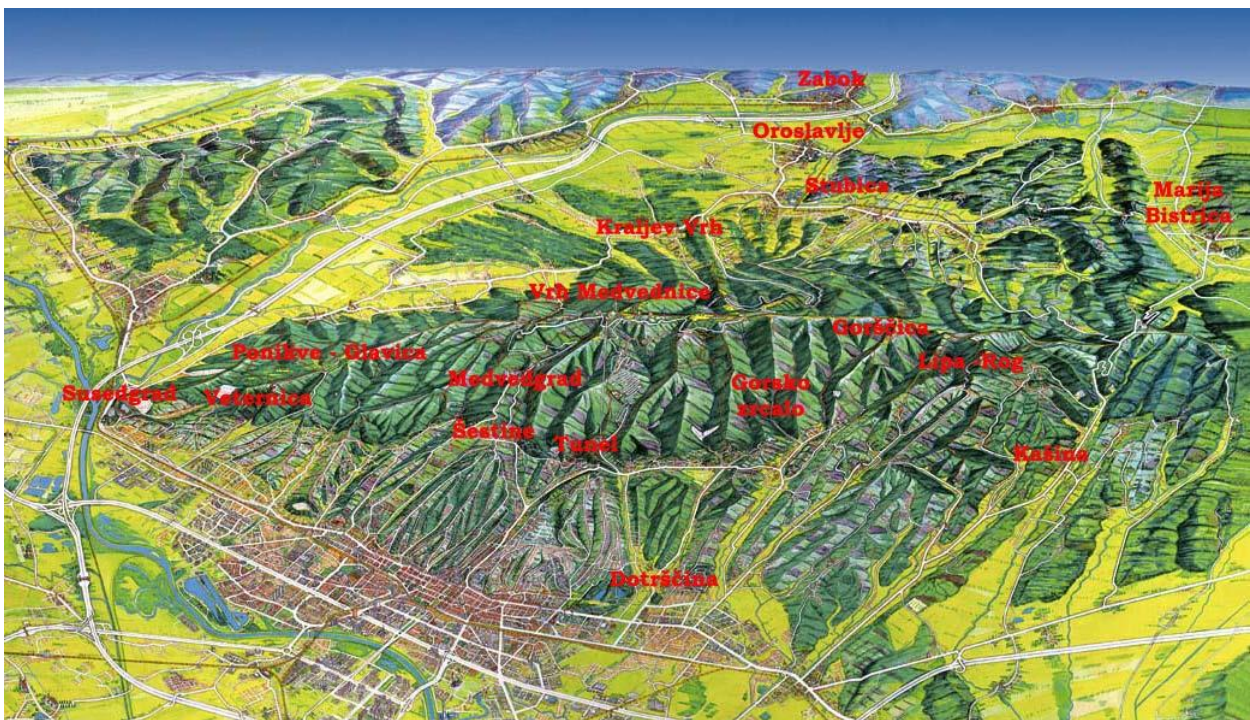 Zabok
Oroslavlje
Stubica
Marija
Bistrica
Kraljev Vrh
Vrh Medvednice
Gorščica
Ponikve - Glavica
Lipa -Rog
Medvedgrad
Gorsko
zrcalo
Susedgrad
Veternica
Šestine
Tunel
Kašina
Dotrščina